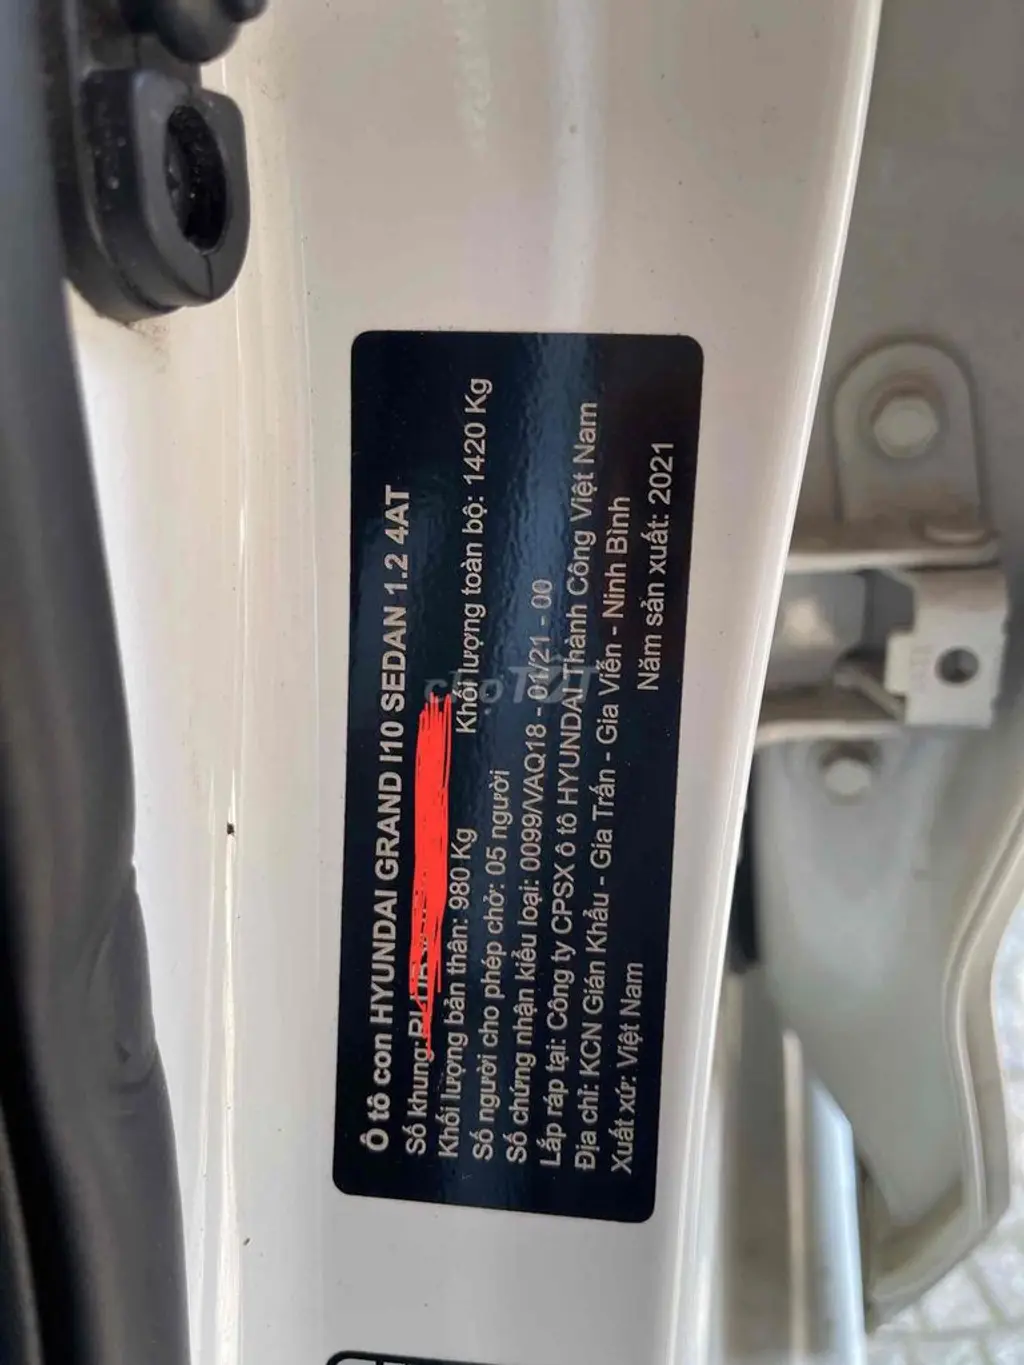 Ô tô con HYUNDAI GRAND I10 SEDAN 1.2 4AT
Số khung:
Khối lượng bản thân: 980 Kg Khối lượng toàn bộ: 1420 Kg
Số người cho phép chở: 05 người
Số chứng nhận kiểu loại: 0099/VAQ18 - 01/21 - 00
Lắp ráp tại: Công ty CPSX ô tô HYUNDAI Thành Công Việt Nam
Địa chỉ: KCN Gián Khẩu - Gia Trấn - Gia Viễn - Ninh Bình
Xuất xứ: Việt Nam Năm sản xuất: 2021
chợTỐT